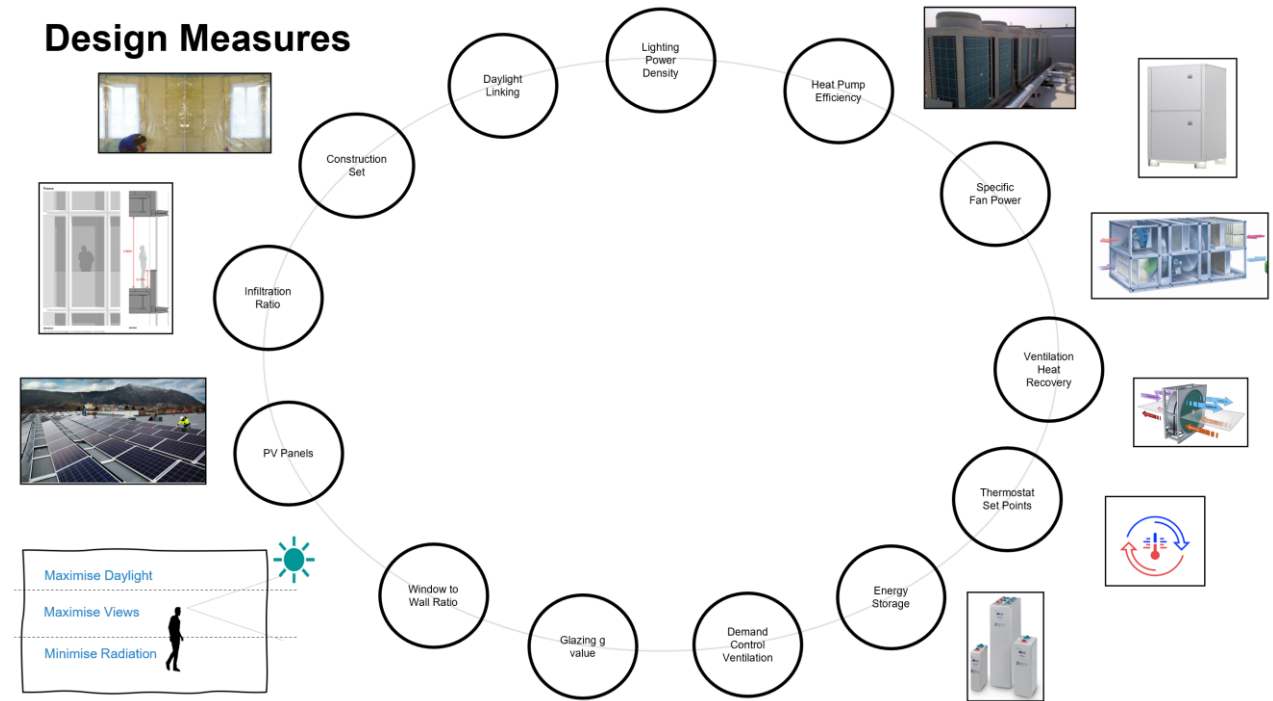 Design Measures
Lighting
Power
Density
Daylight
Linking
Heat Pump
Efficiency
Construction
Set
Specific
Fan Power
Infiltration
Ratio
Ventilation
Heat
Recovery
PV Panels
Thermostat
Set Points
Maximise Daylight
Maximise Views
Minimise Radiation
Window to
Wall Ratio
Energy
Storage
Glazing g
value
Demand
Control
Ventilation